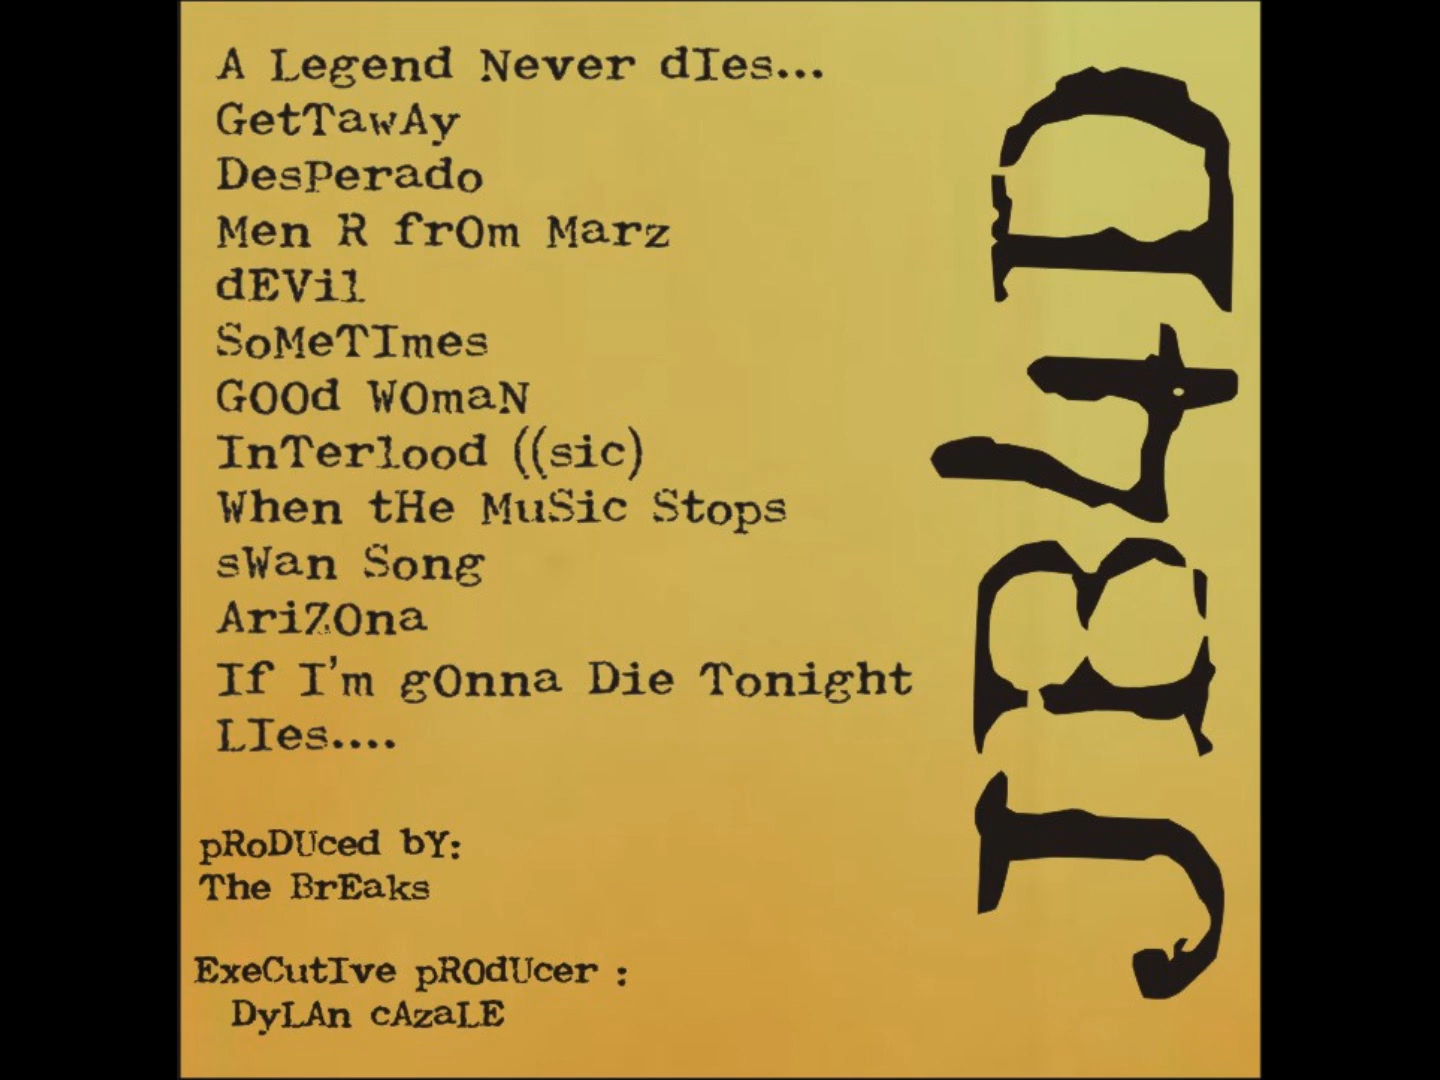 A Legend Never dIes...
GetTawAy
DesPerado
Men R frOm Marz
dEVil
SoMeTImes
GOOd WOmaN
InTerlood ((sic)
When tHe MuSic Stops
sWan Song
AriZOna
If I'm gOnna Die Tonight
LIes....
pRoDUced bY:
The BrEaks
ExeCutIve pROdUcer :
DyLAn cAzaLE
JB4D